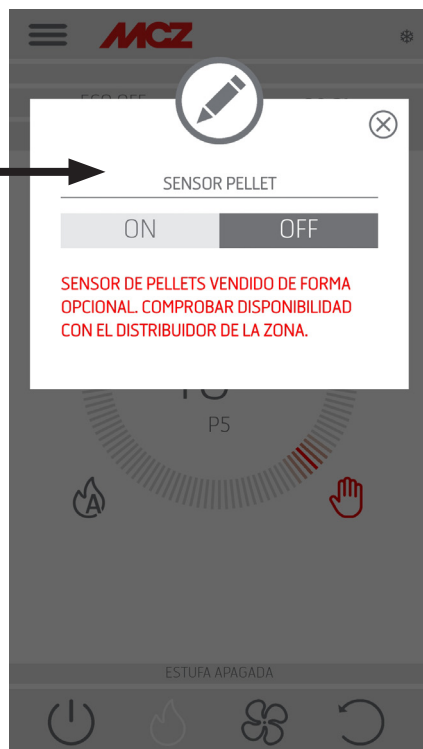 MCZ
SENSOR PELLET
ON OFF
SENSOR DE PELLETS VENDIDO DE FORMA
OPCIONAL. COMPROBAR DISPONIBILIDAD
CON EL DISTRIBUIDOR DE LA ZONA.
P5
A
ESTUFA APAGADA